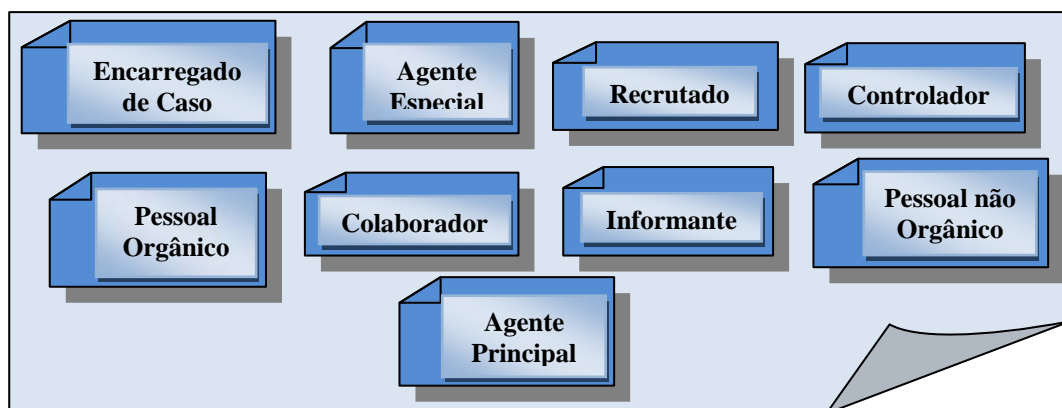 Encarregado
de Caso
Agente
Especial
Recrutado
Controlador
Pessoal
Orgânico
Colaborador
Informante
Pessoal não
Orgânico
Agente
Principal